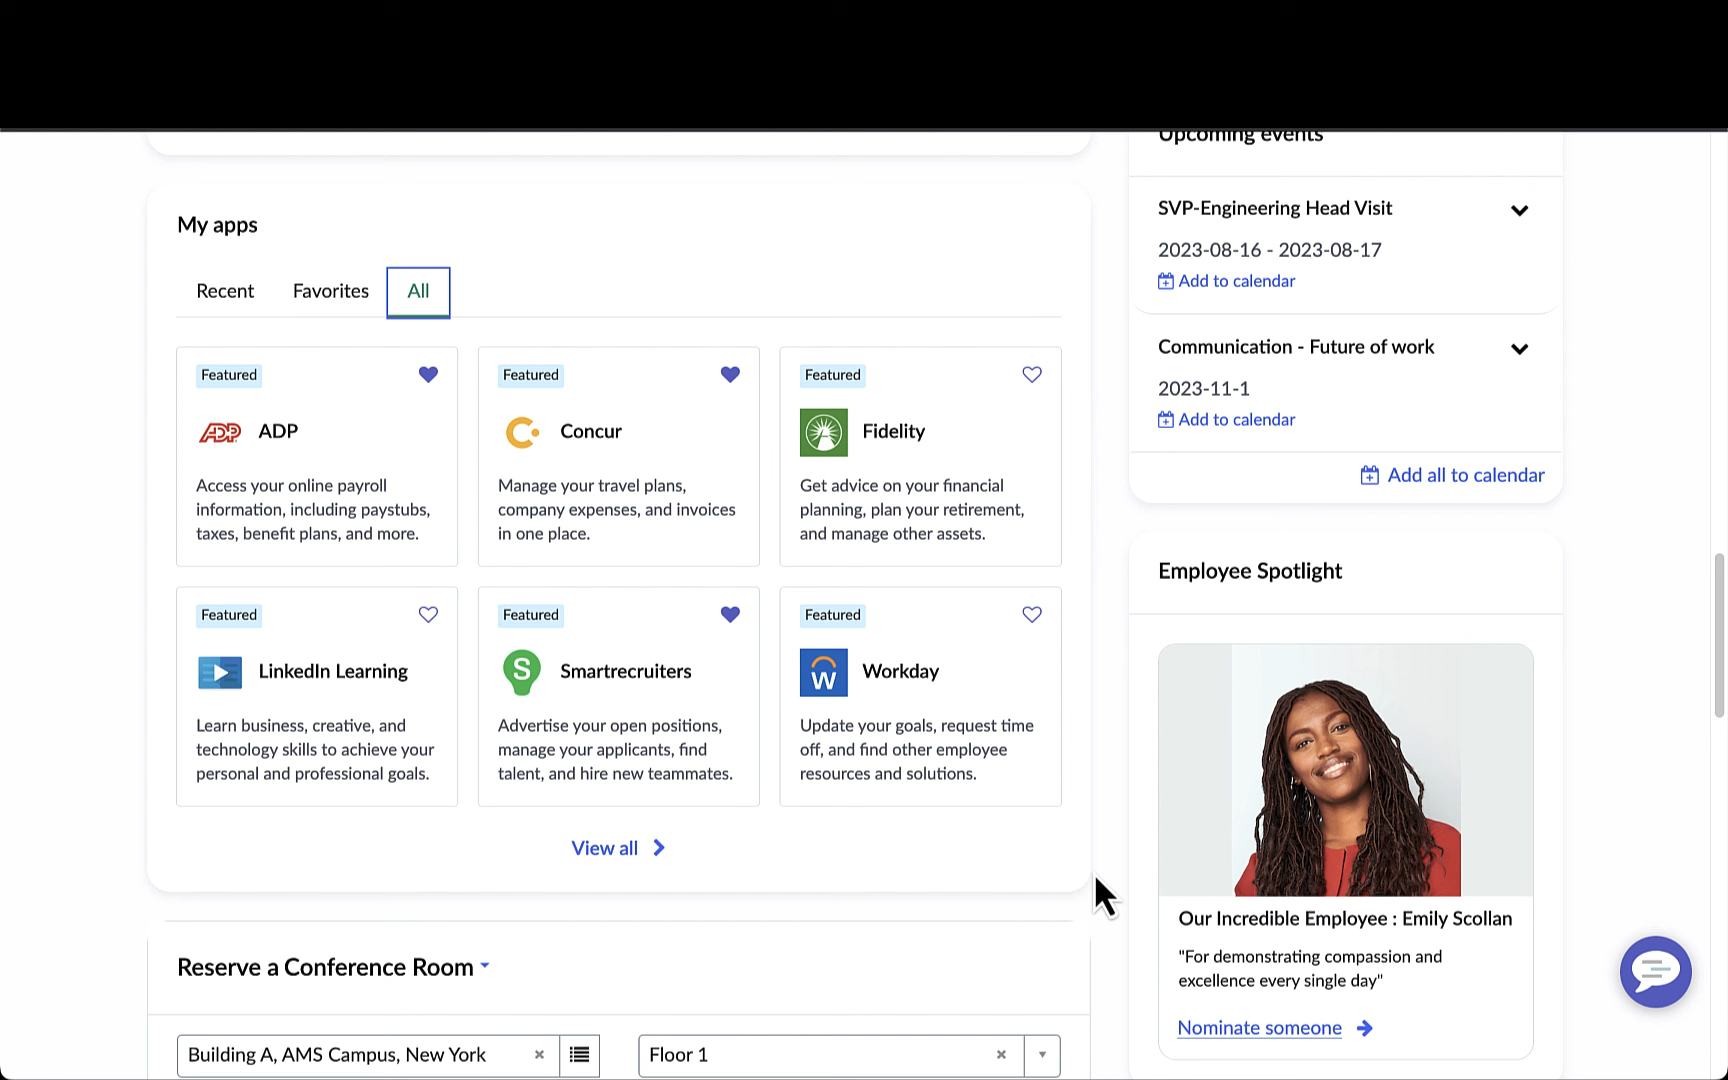 Upcoming events
My apps
Recent Favorites All
Featured
ADP
ADP
Access your online payroll
information, including paystubs,
taxes, benefit plans, and more.
Featured
Concur
Manage your travel plans,
company expenses, and invoices
in one place.
Featured
Fidelity
Get advice on your financial
planning, plan your retirement,
and manage other assets.
Featured
LinkedIn Learning
Learn business, creative, and
technology skills to achieve your
personal and professional goals.
Featured
S
Smartrecruiters
Advertise your open positions,
manage your applicants, find
talent, and hire new teammates.
Featured
W
Workday
Update your goals, request time
off, and find other employee
resources and solutions.
View all
Reserve a Conference Room
Building A, AMS Campus, New York
Floor 1
SVP-Engineering Head Visit
2023-08-16 - 2023-08-17
Add to calendar
Communication - Future of work
2023-11-1
Add to calendar
Add all to calendar
Employee Spotlight
Our Incredible Employee : Emily Scollan
"For demonstrating compassion and
excellence every single day"
Nominate someone